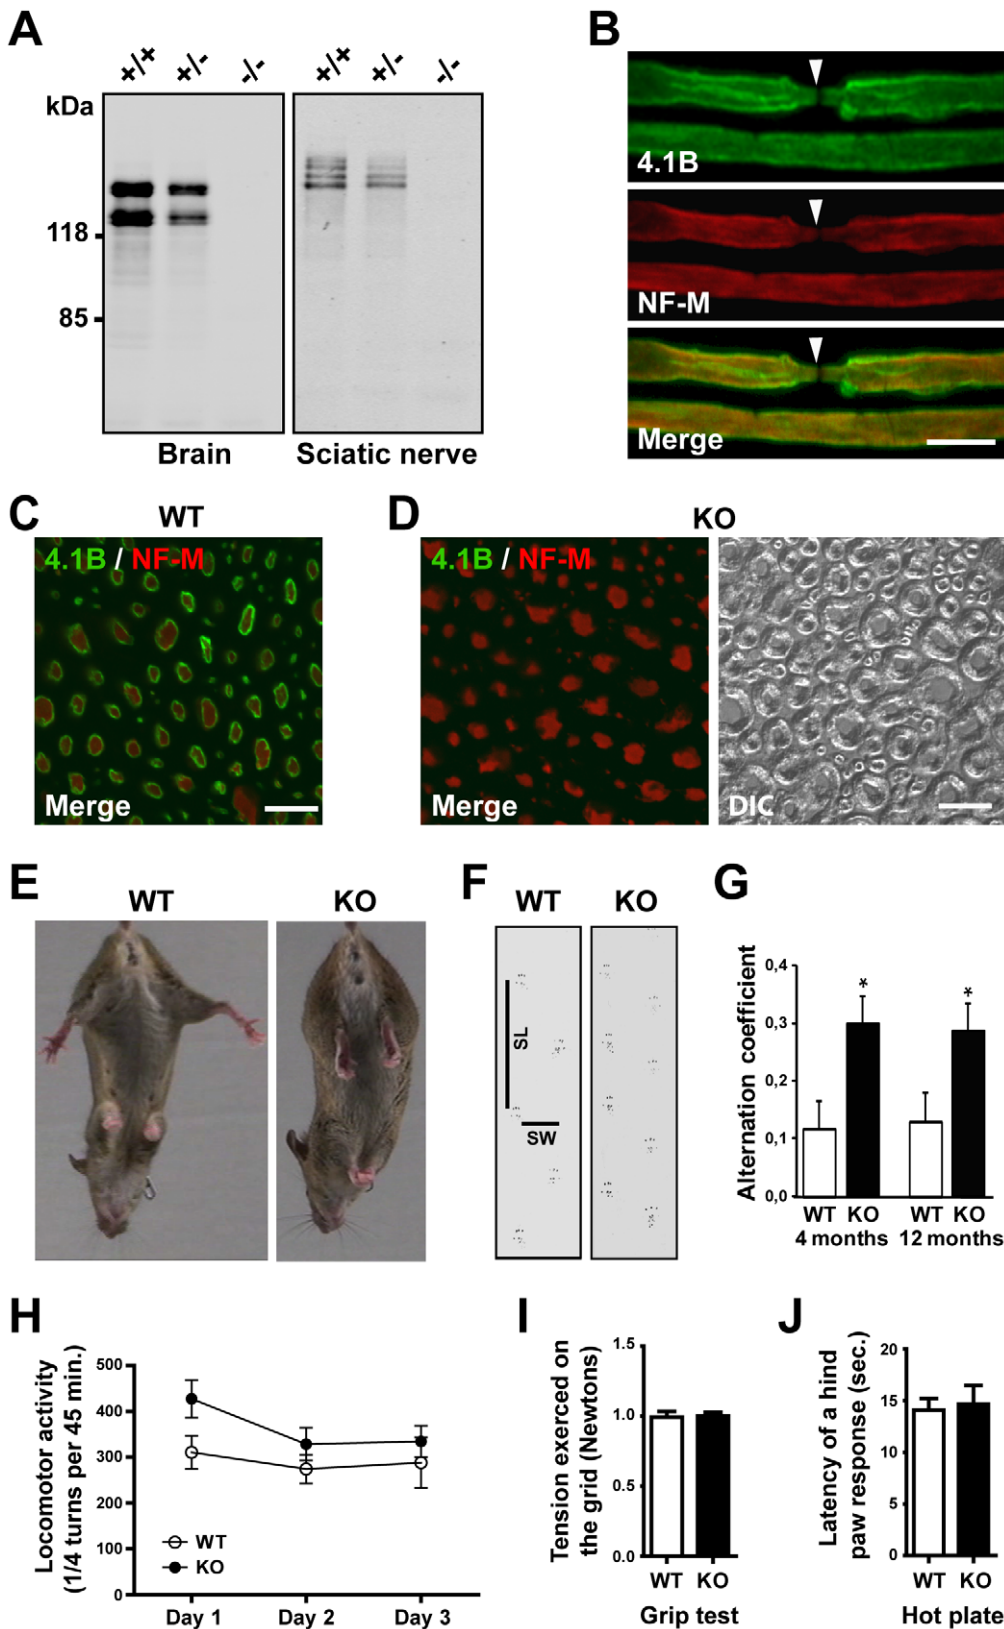 A
+/+ +/- -/- +/+ +/- -/-
kDa
118
85
Brain
Sciatic nerve
B
4.1B
NF-M
Merge
C
WT
4.1B / NF-M
Merge
D
KO
4.1B / NF-M
Merge
DIC
E
WT
KO
F
WT
KO
SL
SW
G
Alternation coefficient
0,4
0,3
0,2
0,1
0,0
*
*
WT KO WT KO
4 months 12 months
H
Locomotor activity
(1/4 turns per 45 min.)
500
400
300
200
100
0
WT
KO
Day 1 Day 2 Day 3
I
Tension exerced on
the grid (Newtons)
1.5
1.0
0.5
0.0
WT KO
Grip test
J
Latency of a hind
paw response (sec.)
20
15
10
5
0
WT KO
Hot plate